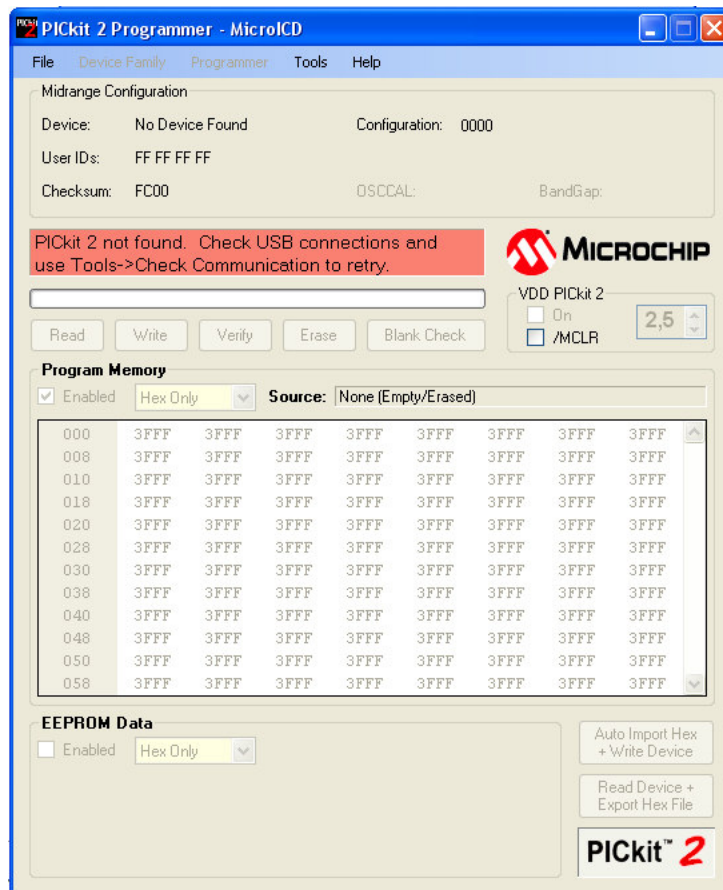 PICkit 2 Programmer - MicroICD
File Device Family Programmer Tools Help
Midrange Configuration
Device: No Device Found Configuration: 0000
User IDs: FF FF FF FF
Checksum: FC00 OSCCAL: BandGap:
PICkit 2 not found. Check USB connections and
use Tools->Check Communication to retry.
MICROCHIP
VDD PICkit 2
On
/MCLR
2,5
Read Write Verify Erase Blank Check
Program Memory
Enabled Hex Only Source: None (Empty/Erased)
000 3FFF 3FFF 3FFF 3FFF 3FFF 3FFF 3FFF 3FFF
008 3FFF 3FFF 3FFF 3FFF 3FFF 3FFF 3FFF 3FFF
010 3FFF 3FFF 3FFF 3FFF 3FFF 3FFF 3FFF 3FFF
018 3FFF 3FFF 3FFF 3FFF 3FFF 3FFF 3FFF 3FFF
020 3FFF 3FFF 3FFF 3FFF 3FFF 3FFF 3FFF 3FFF
028 3FFF 3FFF 3FFF 3FFF 3FFF 3FFF 3FFF 3FFF
030 3FFF 3FFF 3FFF 3FFF 3FFF 3FFF 3FFF 3FFF
038 3FFF 3FFF 3FFF 3FFF 3FFF 3FFF 3FFF 3FFF
040 3FFF 3FFF 3FFF 3FFF 3FFF 3FFF 3FFF 3FFF
048 3FFF 3FFF 3FFF 3FFF 3FFF 3FFF 3FFF 3FFF
050 3FFF 3FFF 3FFF 3FFF 3FFF 3FFF 3FFF 3FFF
058 3FFF 3FFF 3FFF 3FFF 3FFF 3FFF 3FFF 3FFF
EEPROM Data
Enabled Hex Only
Auto Import Hex
+ Write Device
Read Device +
Export Hex File
PICkit™ 2